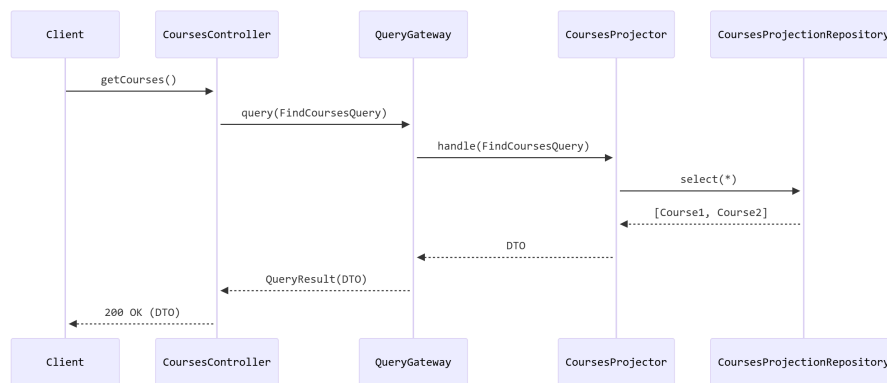 Client
CoursesController
QueryGateway
CoursesProjector
CoursesProjectionRepository
getCourses()
query(FindCoursesQuery)
handle(FindCoursesQuery)
select(*)
[Course1, Course2]
DTO
QueryResult(DTO)
200 OK (DTO)
Client
CoursesController
QueryGateway
CoursesProjector
CoursesProjectionRepository